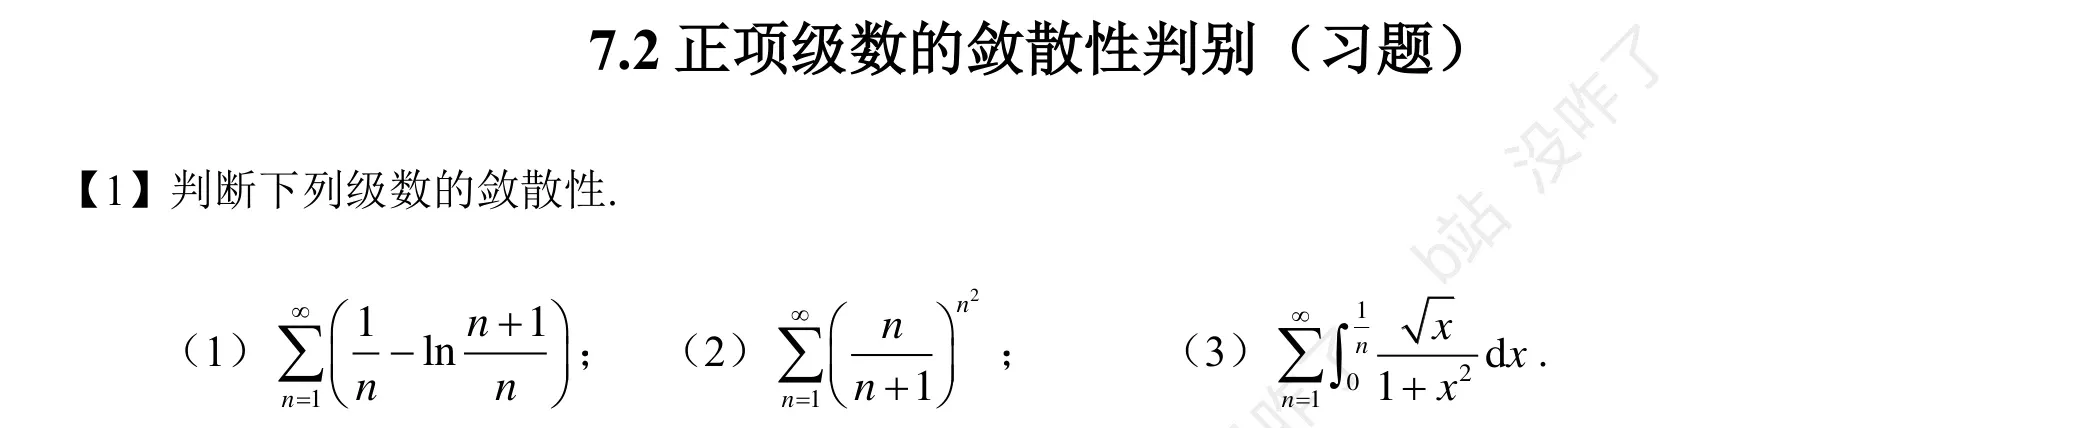 7.2 正项级数的敛散性判别（习题）
【1】判断下列级数的敛散性.
（1）$\sum_{n=1}^{\infty}\left(\frac{1}{n}-\ln\frac{n+1}{n}\right)$； （2）$\sum_{n=1}^{\infty}\left(\frac{n}{n+1}\right)^{n^2}$； （3）$\sum_{n=1}^{\infty}\int_{0}^{\frac{1}{n}}\frac{\sqrt{x}}{1+x^2}\mathrm{d}x$.
b站 没咋了